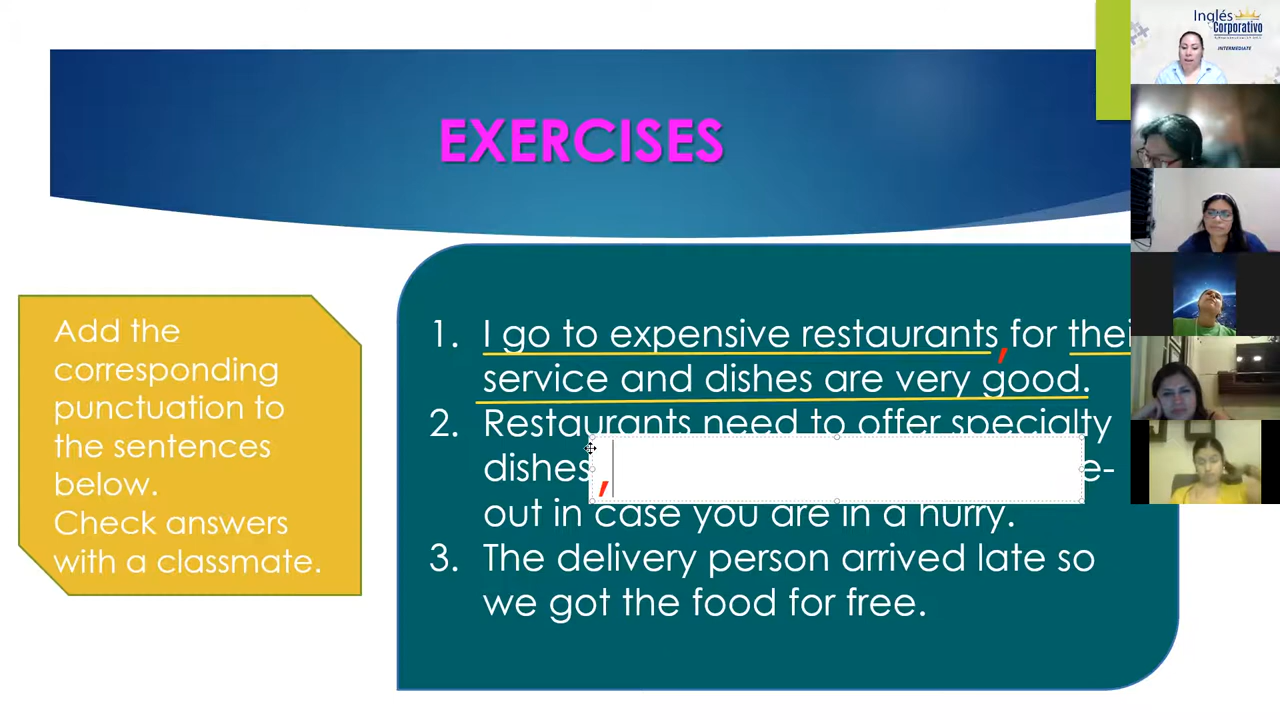 Inglés
Corporativo
INTERMEDIATE
EXERCISES
Add the
corresponding
punctuation to
the sentences
below.
Check answers
with a classmate.
1. I go to expensive restaurants, for thei
service and dishes are very good.
2. Restaurants need to offer specialty
dishes, e-
out in case you are in a hurry.
3. The delivery person arrived late so
we got the food for free.